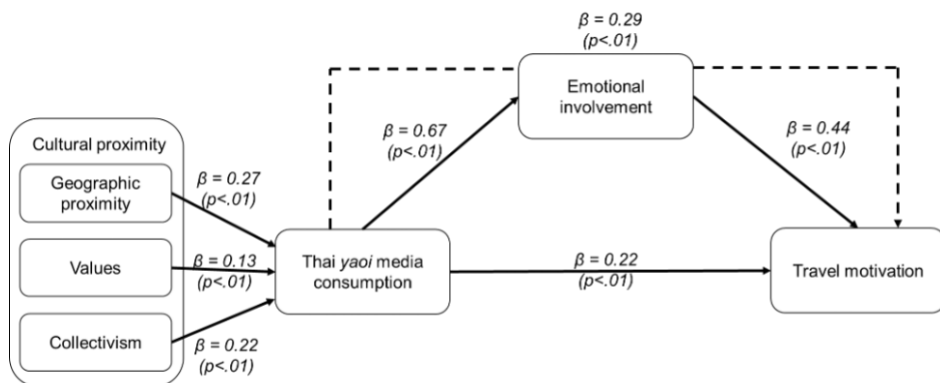 β = 0.29
(p<.01)
Emotional
involvement
Cultural proximity
β = 0.67
(p<.01)
β = 0.44
(p<.01)
Geographic
proximity
β = 0.27
(p<.01)
Values
β = 0.13
(p<.01)
Thai yaoi media
consumption
β = 0.22
(p<.01)
Travel motivation
Collectivism
β = 0.22
(p<.01)